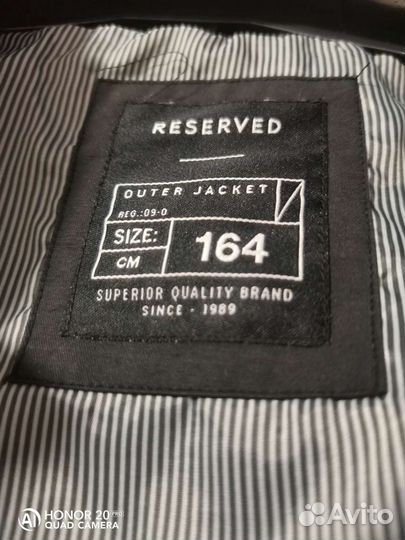 RESERVED
OUTER JACKET
REG.:09-0
SIZE:
CM
164
SUPERIOR QUALITY BRAND
SINCE - 1989
HONOR 20 PRO
QUAD CAMERA
Avito